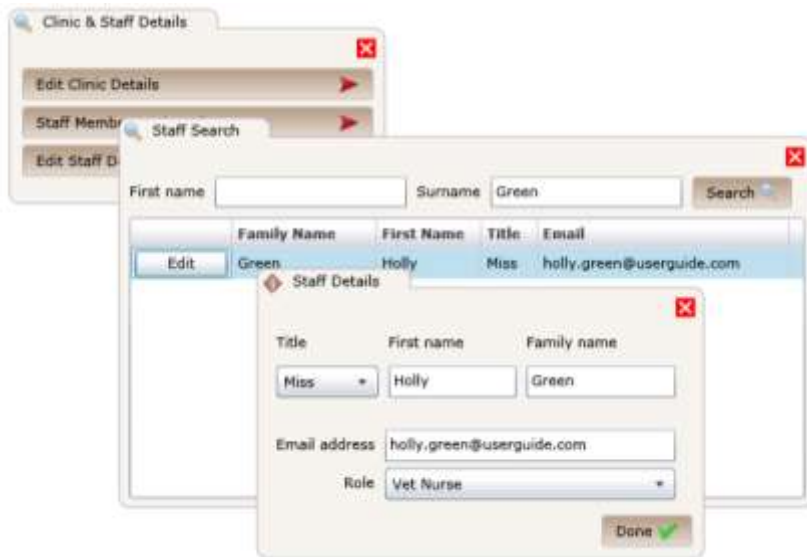 Clinic & Staff Details
Edit Clinic Details
Staff
Edit Staff
Staff Search
First name
Surname Green
Search
Family Name First Name Title Email
Edit Green Holly Miss holly.green@userguide.com
Staff Details
Title First name Family name
Miss Holly Green
Email address holly.green@userguide.com
Role Vet Nurse
Done